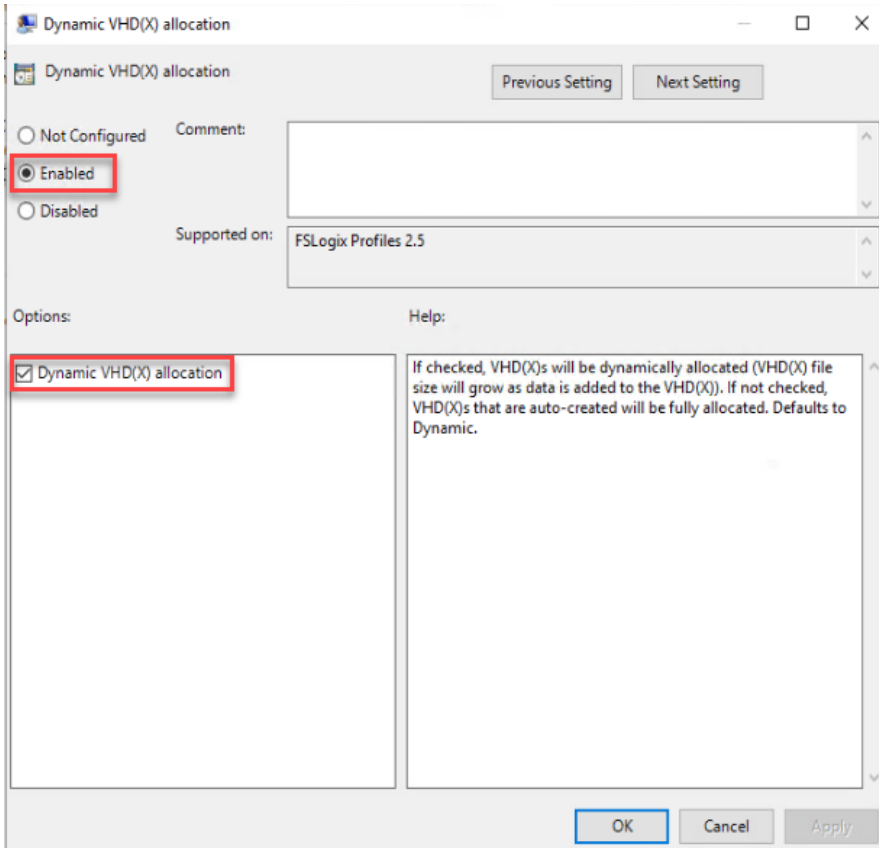 Dynamic VHD(X) allocation
Dynamic VHD(X) allocation
Previous Setting
Next Setting
Not Configured
Comment:
Enabled
Disabled
Supported on:
FSLogix Profiles 2.5
Options:
Help:
Dynamic VHD(X) allocation
If checked, VHD(X)s will be dynamically allocated (VHD(X) file
size will grow as data is added to the VHD(X)). If not checked,
VHD(X)s that are auto-created will be fully allocated. Defaults to
Dynamic.
OK
Cancel
Apply